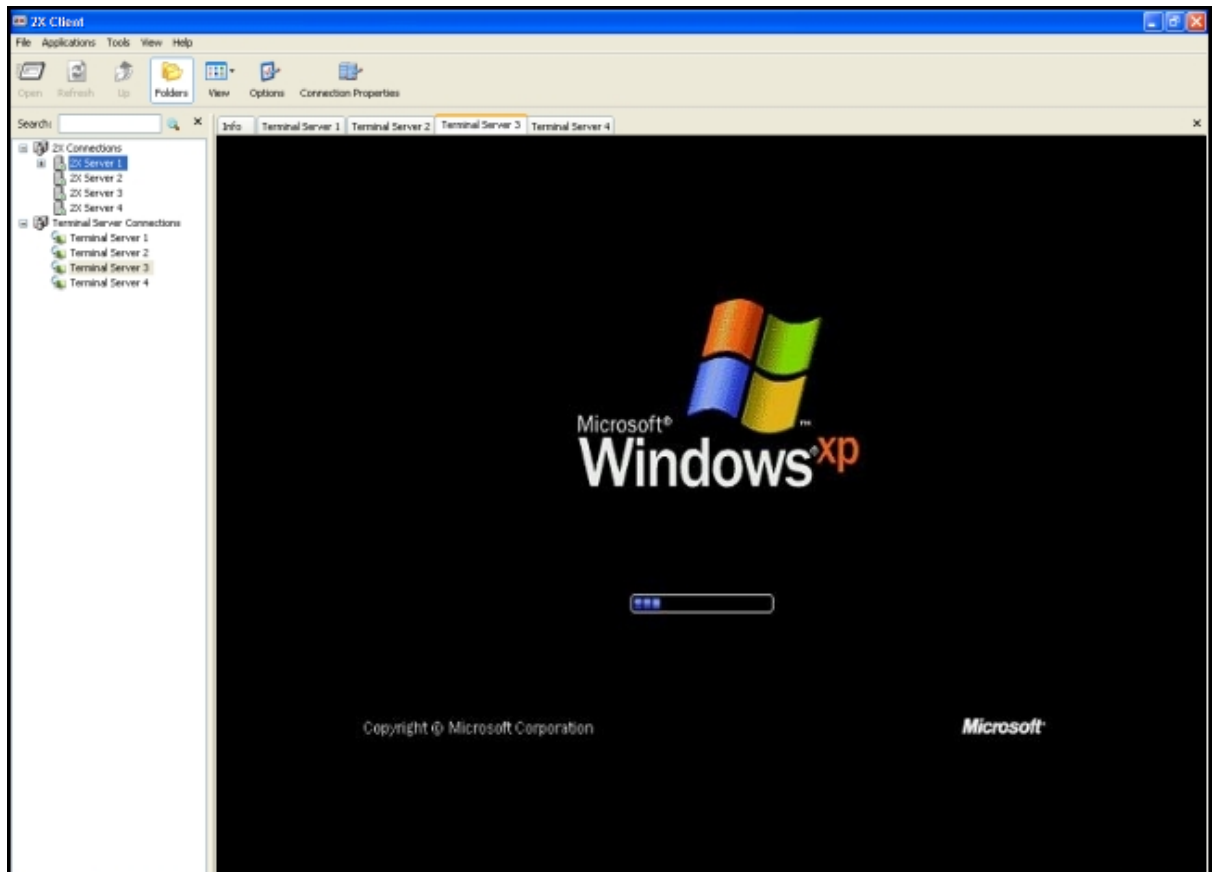 2X Client
File Applications Tools View Help
Open Refresh Up Folders View Options Connection Properties
Search:
Info Terminal Server 1 Terminal Server 2 Terminal Server 3 Terminal Server 4
2X Connections
2X Server 1
2X Server 2
2X Server 3
2X Server 4
Terminal Server Connections
Terminal Server 1
Terminal Server 2
Terminal Server 3
Terminal Server 4
Microsoft®
Windows® xp ™
Copyright © Microsoft Corporation
Microsoft®